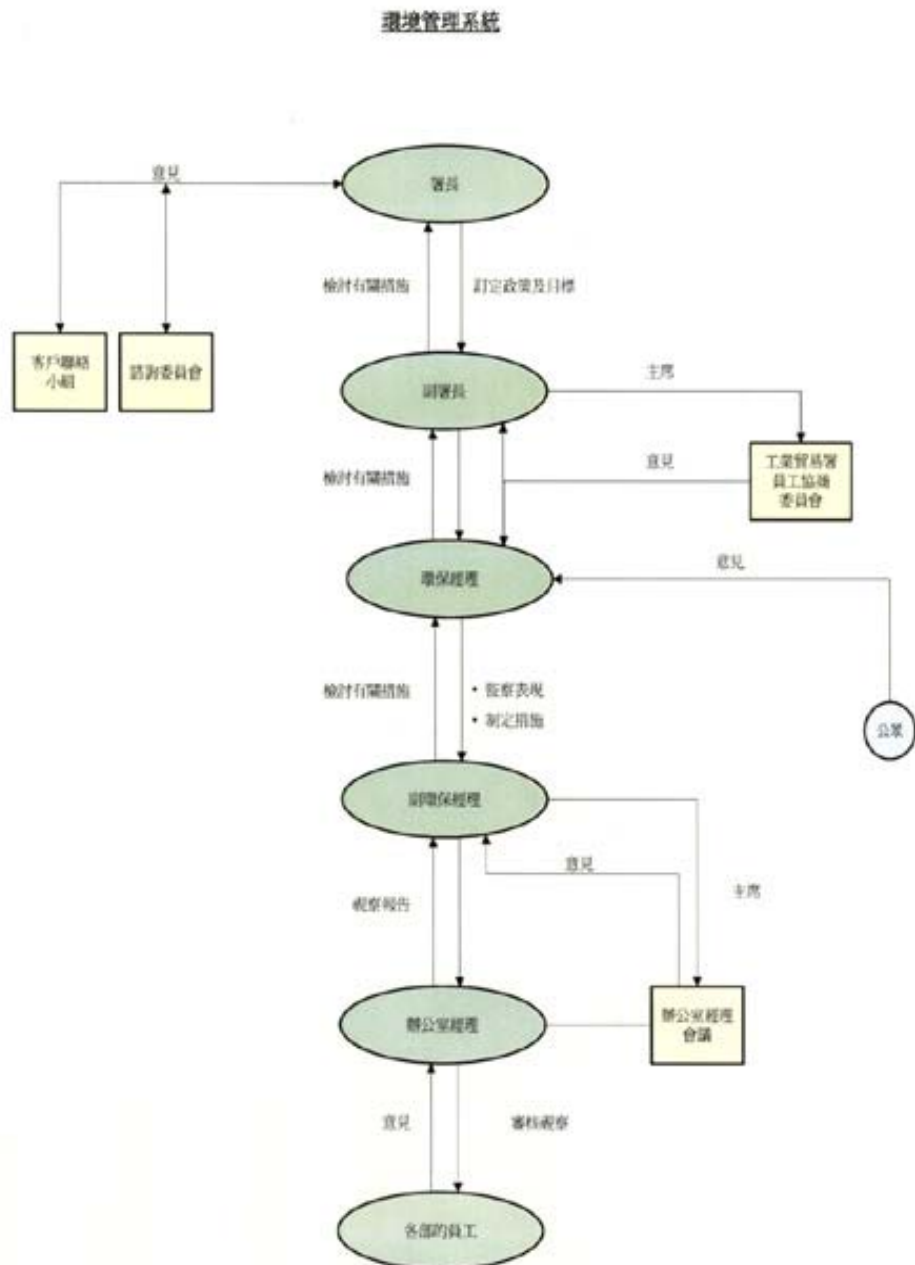 環境管理系統
意見
署長
檢討有關措施
訂定政策及目標
客戶聯絡
小組
諮詢委員會
副署長
主席
檢討有關措施
意見
工業貿易署
員工協商
委員會
環保經理
意見
檢討有關措施
• 監察表現
• 制定措施
公眾
副環保經理
意見
主席
視察報告
辦公室經理
辦公室經理
會議
意見
審核視察
各部的員工